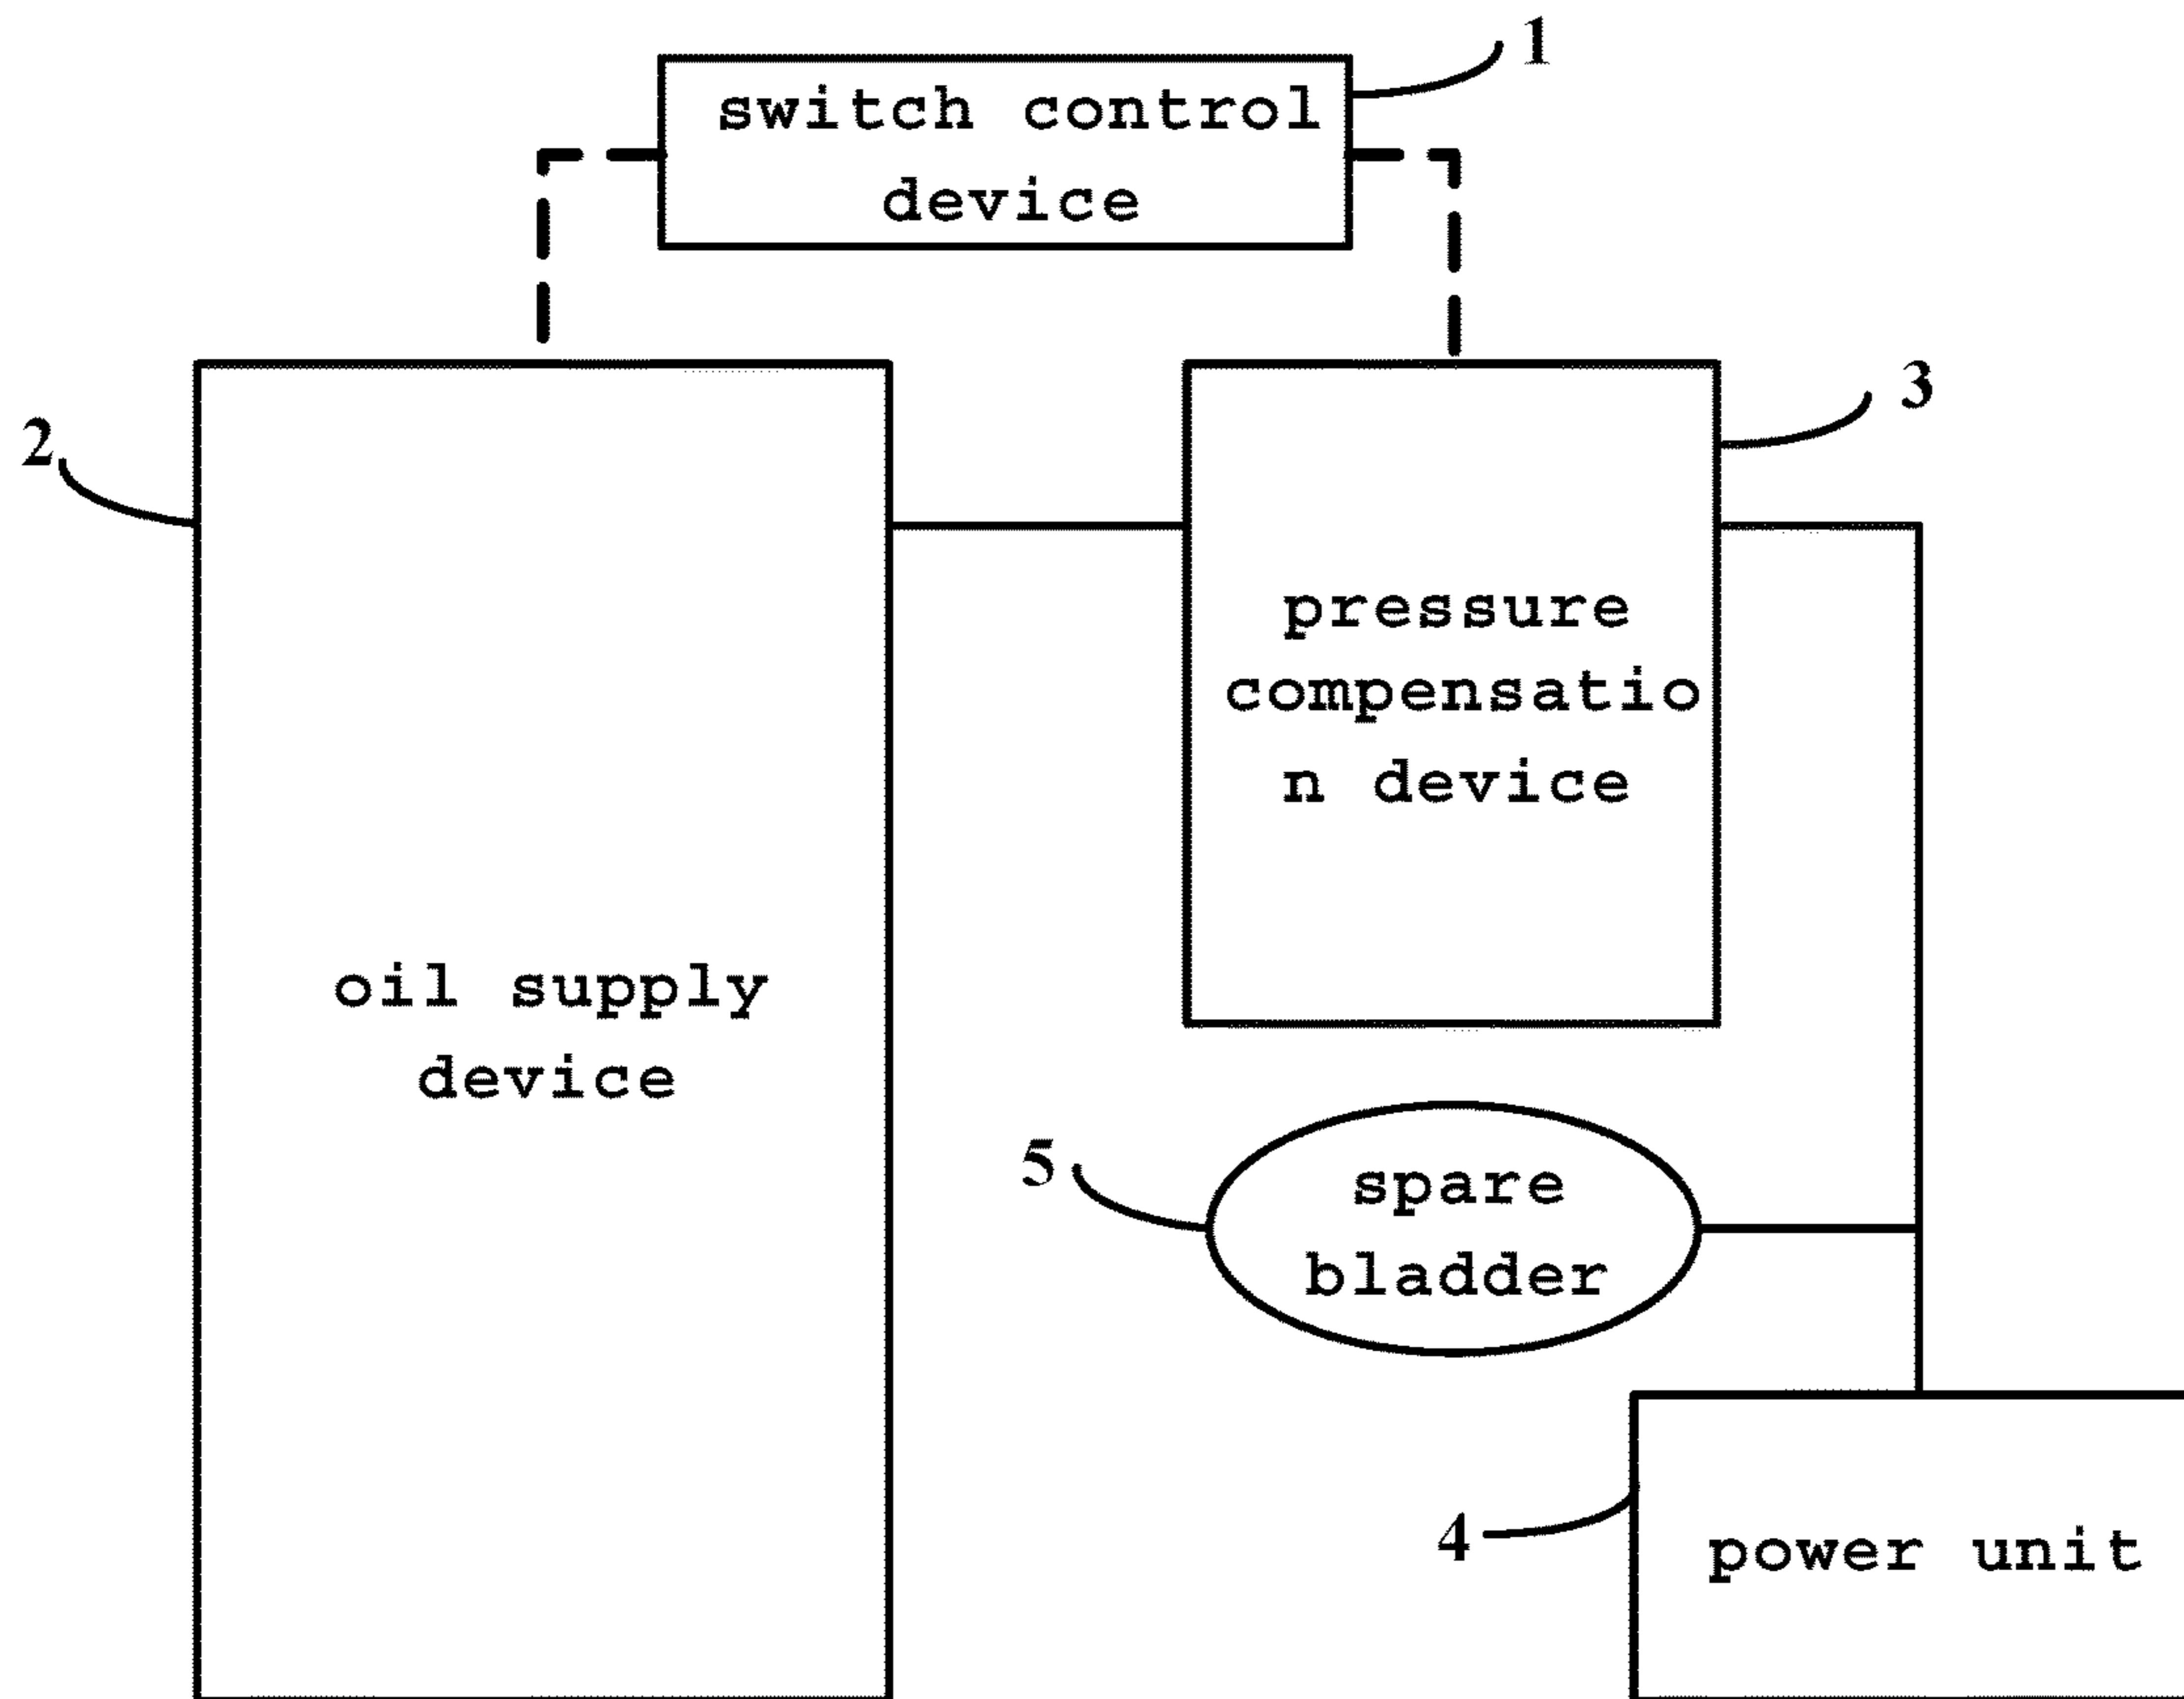 1
switch control
device
2
3
pressure
compensatio
n device
oil supply
device
5
spare
bladder
4
power unit